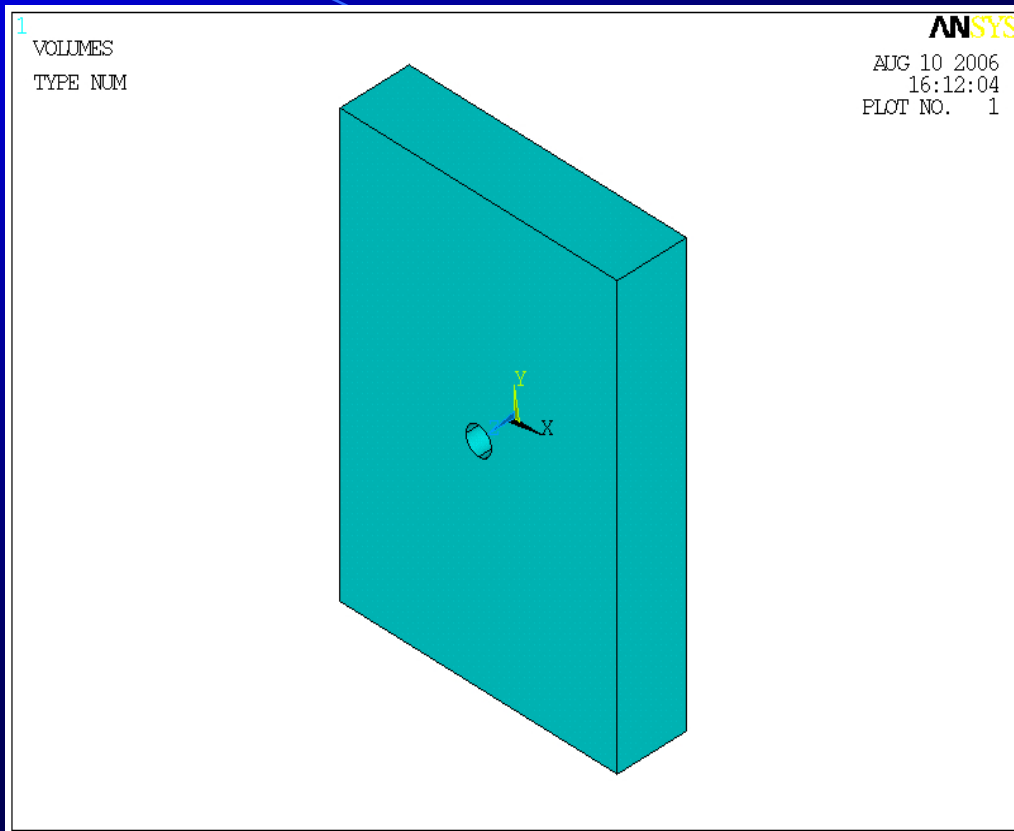 1
VOLUMES
TYPE NUM
ANSYS
AUG 10 2006
16:12:04
PLOT NO. 1
Y
X